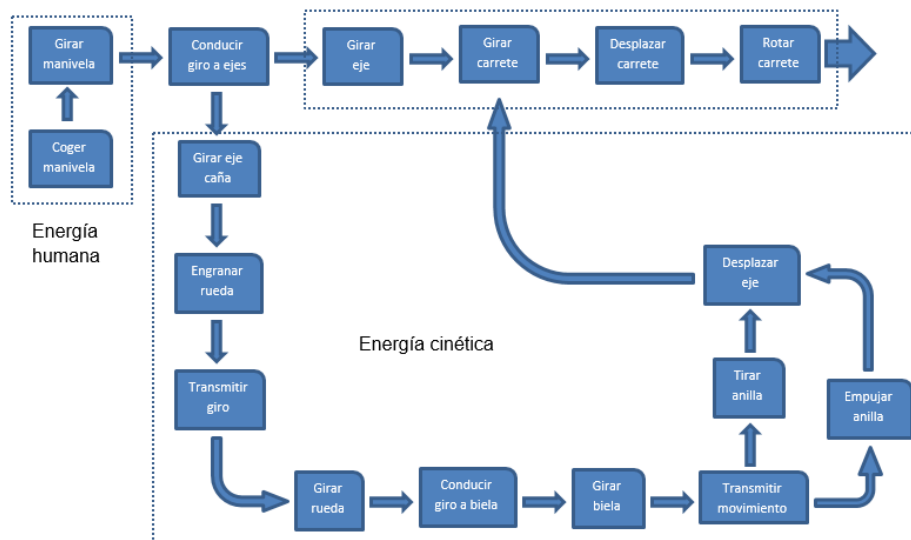 Girar
manivela
Conducir
giro a ejes
Girar
eje
Girar
carrete
Desplazar
carrete
Rotar
carrete
Coger
manivela
Girar eje
caña
Energía
humana
Engranar
rueda
Desplazar
eje
Energía cinética
Transmitir
giro
Tirar
anilla
Empujar
anilla
Girar
rueda
Conducir
giro a biela
Girar
biela
Transmitir
movimiento